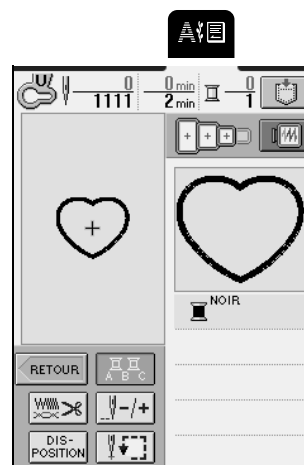 A
U 0 0 min 0
1111 2 min 1
NOIR
RETOUR
A B C
-/+
DIS-
POSITION